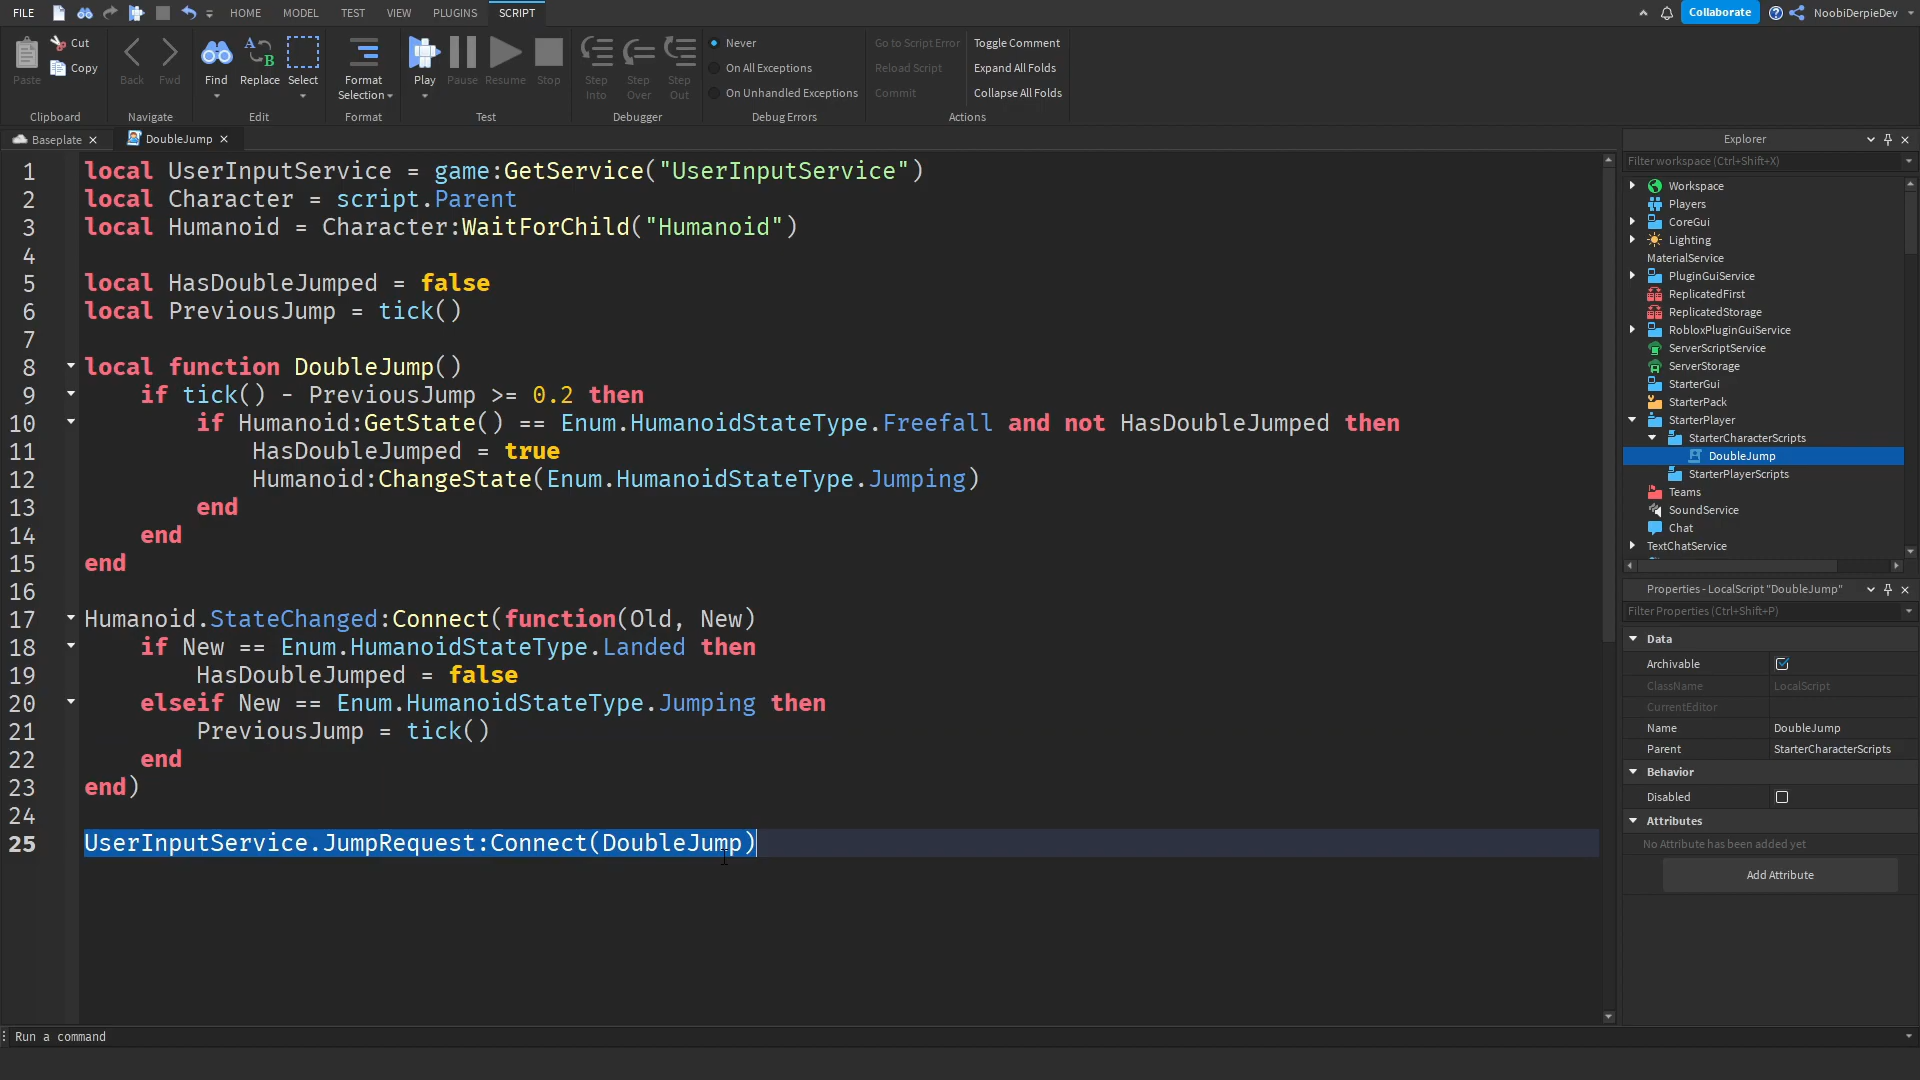 FILE HOME MODEL TEST VIEW PLUGINS SCRIPT Collaborate NoobiDerpieDev
Paste Cut Copy Back Fwd Find Replace Select Format Selection Play Pause Resume Stop Step Into Step Over Step Out
Never
On All Exceptions
On Unhandled Exceptions
Go to Script Error
Reload Script
Commit
Toggle Comment
Expand All Folds
Collapse All Folds
Clipboard Navigate Edit Format Test Debugger Debug Errors Actions
Baseplate DoubleJump
1 local UserInputService = game:GetService("UserInputService")
2 local Character = script.Parent
3 local Humanoid = Character:WaitForChild("Humanoid")
4
5 local HasDoubleJumped = false
6 local PreviousJump = tick()
7
8 local function DoubleJump()
9 if tick() - PreviousJump >= 0.2 then
10 if Humanoid:GetState() == Enum.HumanoidStateType.Freefall and not HasDoubleJumped then
11 HasDoubleJumped = true
12 Humanoid:ChangeState(Enum.HumanoidStateType.Jumping)
13 end
14 end
15 end
16
17 Humanoid.StateChanged:Connect(function(Old, New)
18 if New == Enum.HumanoidStateType.Landed then
19 HasDoubleJumped = false
20 elseif New == Enum.HumanoidStateType.Jumping then
21 PreviousJump = tick()
22 end
23 end)
24
25 UserInputService.JumpRequest:Connect(DoubleJump)
Explorer
Filter workspace (Ctrl+Shift+X)
Workspace
Players
CoreGui
Lighting
MaterialService
PluginGuiService
ReplicatedFirst
ReplicatedStorage
RobloxPluginGuiService
ServerScriptService
ServerStorage
StarterGui
StarterPack
StarterPlayer
StarterCharacterScripts
DoubleJump
StarterPlayerScripts
Teams
SoundService
Chat
TextChatService
Properties - LocalScript "DoubleJump"
Filter Properties (Ctrl+Shift+P)
Data
Archivable
ClassName LocalScript
CurrentEditor
Name DoubleJump
Parent StarterCharacterScripts
Behavior
Disabled
Attributes
No Attribute has been added yet
Add Attribute
Run a command